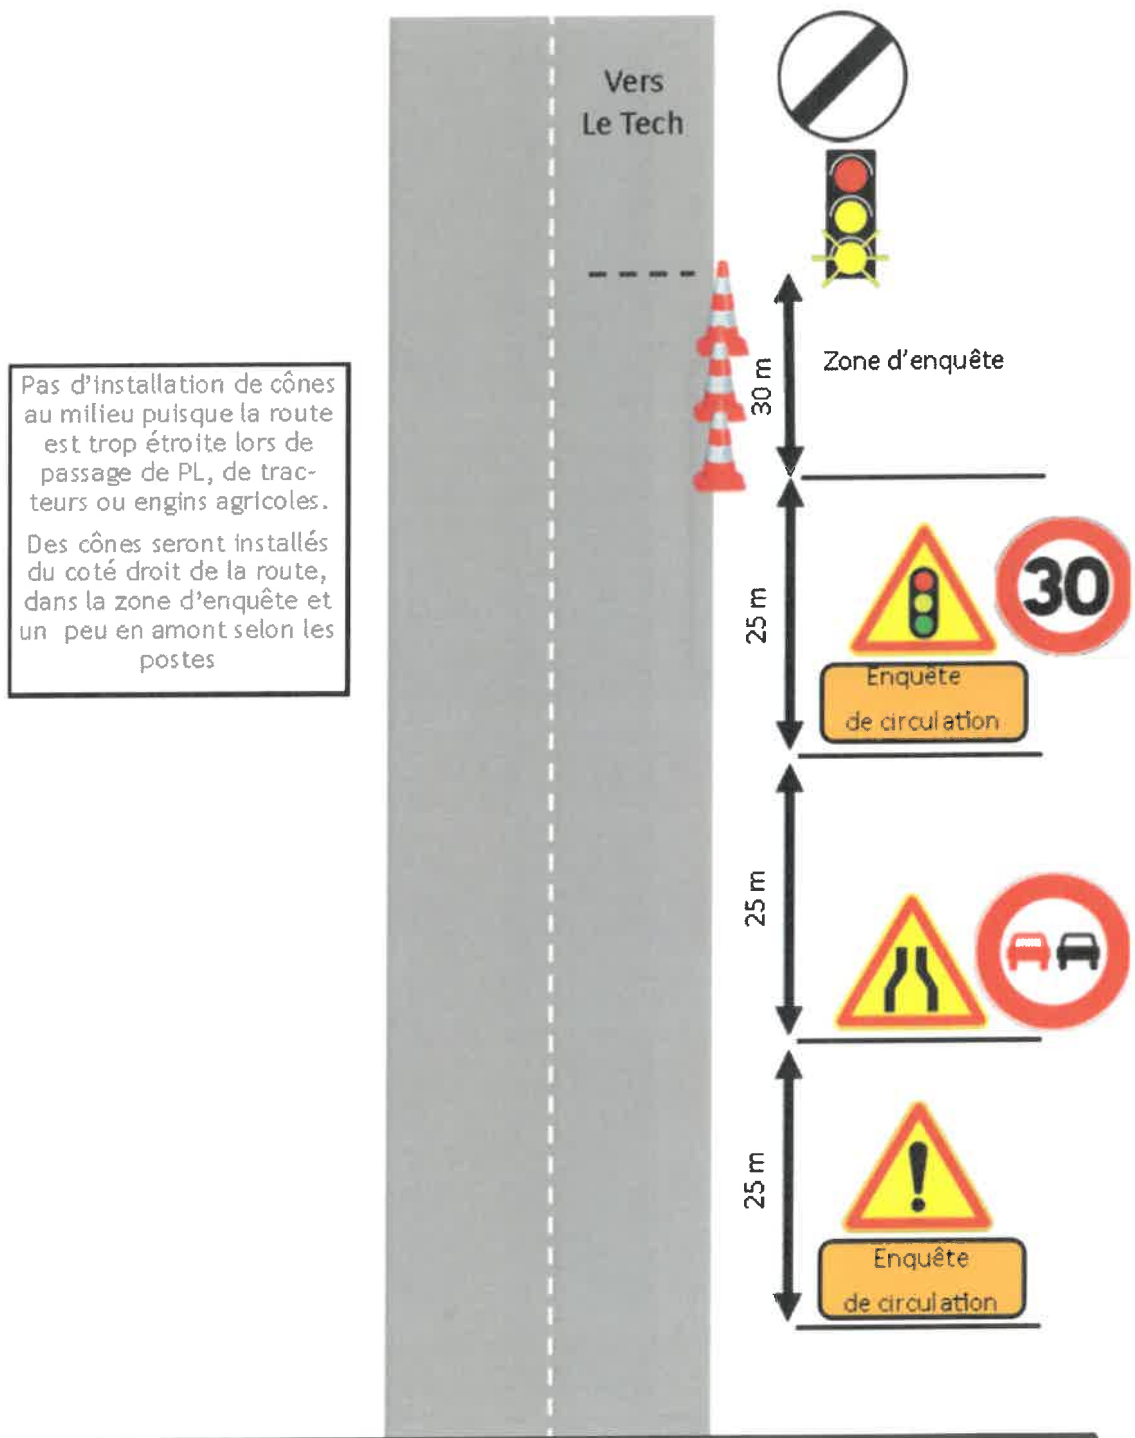 Vers
Le Tech
Zone d'enquête
30 m
Pas d'installation de cônes
au milieu puisque la route
est trop étroite lors de
passage de PL, de trac-
teurs ou engins agricoles.
Des cônes seront installés
du coté droit de la route,
dans la zone d'enquête et
un peu en amont selon les
postes
25 m
30
Enquête
de circulation
25 m
25 m
!
Enquête
de circulation